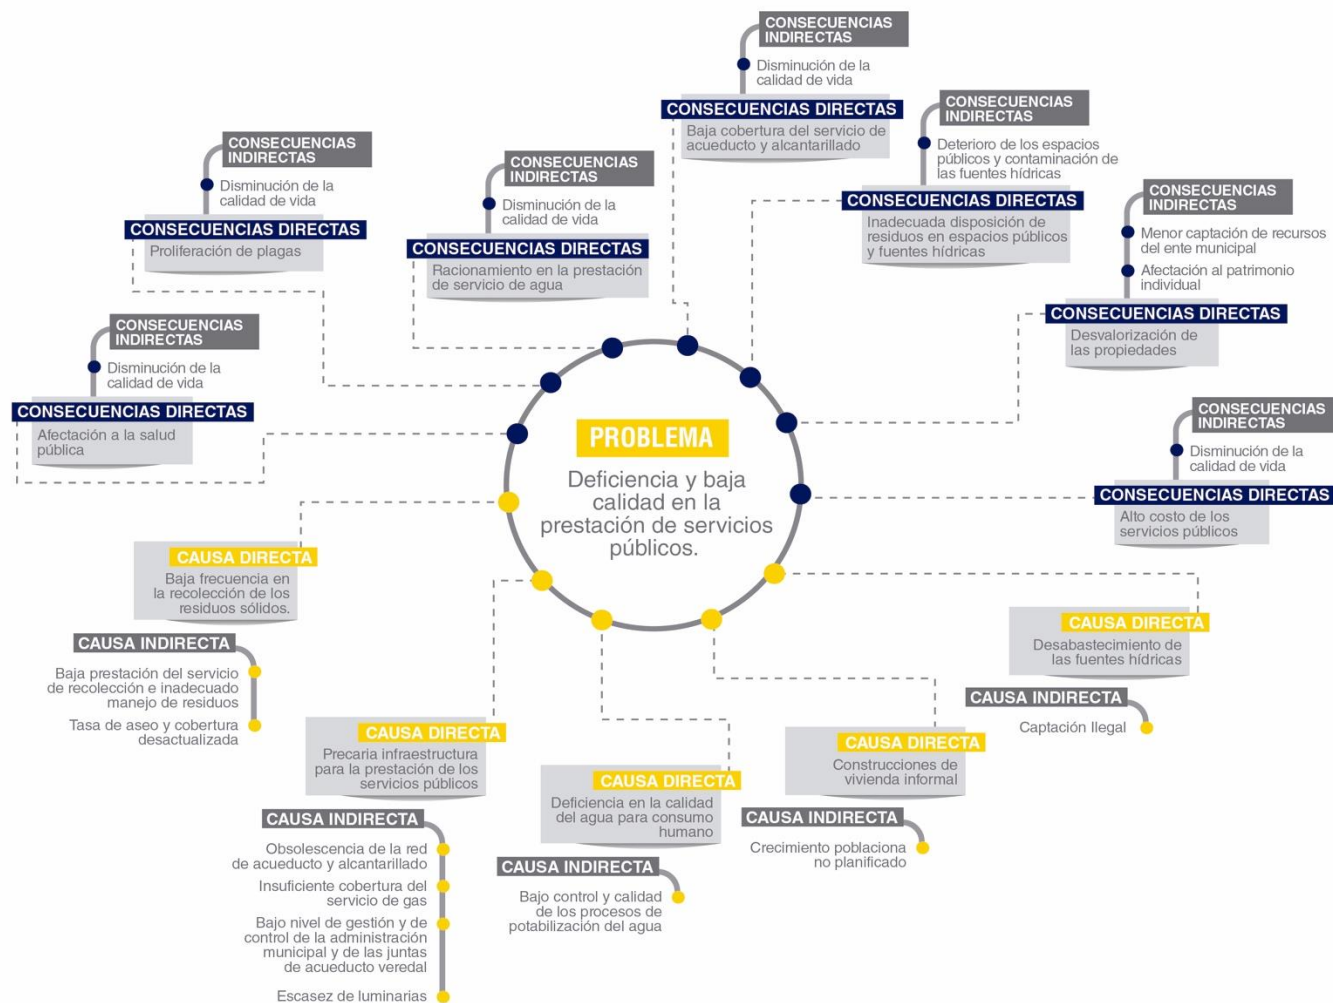 CONSECUENCIAS
INDIRECTAS
Disminución de la
calidad de vida
CONSECUENCIAS DIRECTAS
Baja cobertura del servicio de
acueducto y alcantarillado
CONSECUENCIAS
INDIRECTAS
Deterioro de los espacios
públicos y contaminación de
las fuentes hídricas
CONSECUENCIAS DIRECTAS
Inadecuada disposición de
residuos en espacios públicos
y fuentes hídricas
CONSECUENCIAS
INDIRECTAS
Disminución de la
calidad de vida
CONSECUENCIAS DIRECTAS
Proliferación de plagas
CONSECUENCIAS
INDIRECTAS
Disminución de la
calidad de vida
CONSECUENCIAS DIRECTAS
Racionamiento en la prestación
de servicio de agua
CONSECUENCIAS
INDIRECTAS
Menor captación de recursos
del ente municipal
Afectación al patrimonio
individual
CONSECUENCIAS DIRECTAS
Desvalorización de
las propiedades
CONSECUENCIAS
INDIRECTAS
Disminución de la
calidad de vida
CONSECUENCIAS DIRECTAS
Afectación a la salud
pública
CONSECUENCIAS
INDIRECTAS
Disminución de la
calidad de vida
CONSECUENCIAS DIRECTAS
Alto costo de los
servicios públicos
PROBLEMA
Deficiencia y baja
calidad en la
prestación de servicios
públicos.
CAUSA DIRECTA
Baja frecuencia en
la recolección de los
residuos sólidos.
CAUSA INDIRECTA
Baja prestación del servicio
de recolección e inadecuado
manejo de residuos
Tasa de aseo y cobertura
desactualizada
CAUSA DIRECTA
Precaria infraestructura
para la prestación de los
servicios públicos
CAUSA INDIRECTA
Obsolescencia de la red
de acueducto y alcantarillado
Insuficiente cobertura del
servicio de gas
Bajo nivel de gestión y de
control de la administración
municipal y de las juntas
de acueducto veredal
Escasez de luminarias
CAUSA DIRECTA
Deficiencia en la calidad
del agua para consumo
humano
CAUSA INDIRECTA
Bajo control y calidad
de los procesos de
potabilización del agua
CAUSA DIRECTA
Construcciones de
vivienda informal
CAUSA INDIRECTA
Crecimiento poblaciona
no planificado
CAUSA DIRECTA
Desabastecimiento de
las fuentes hídricas
CAUSA INDIRECTA
Captación Ilegal